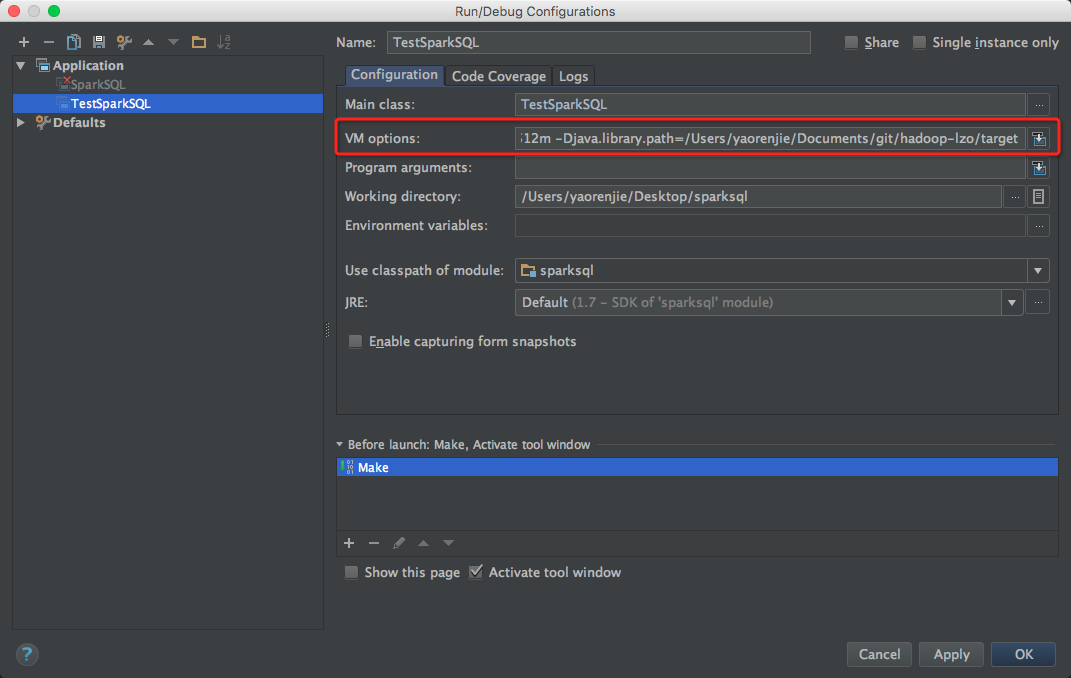 Run/Debug Configurations
Name: TestSparkSQL Share Single instance only
Application
SparkSQL
TestSparkSQL
Defaults
Configuration Code Coverage Logs
Main class: TestSparkSQL ...
VM options: -Djava.library.path=/Users/yaorenjie/Documents/git/hadoop-lzo/target
Program arguments:
Working directory: /Users/yaorenjie/Desktop/sparksql ...
Environment variables: ...
Use classpath of module: sparksql
JRE: Default (1.7 – SDK of 'sparksql' module) ...
Enable capturing form snapshots
Before launch: Make, Activate tool window
Make
Show this page Activate tool window
? Cancel Apply OK